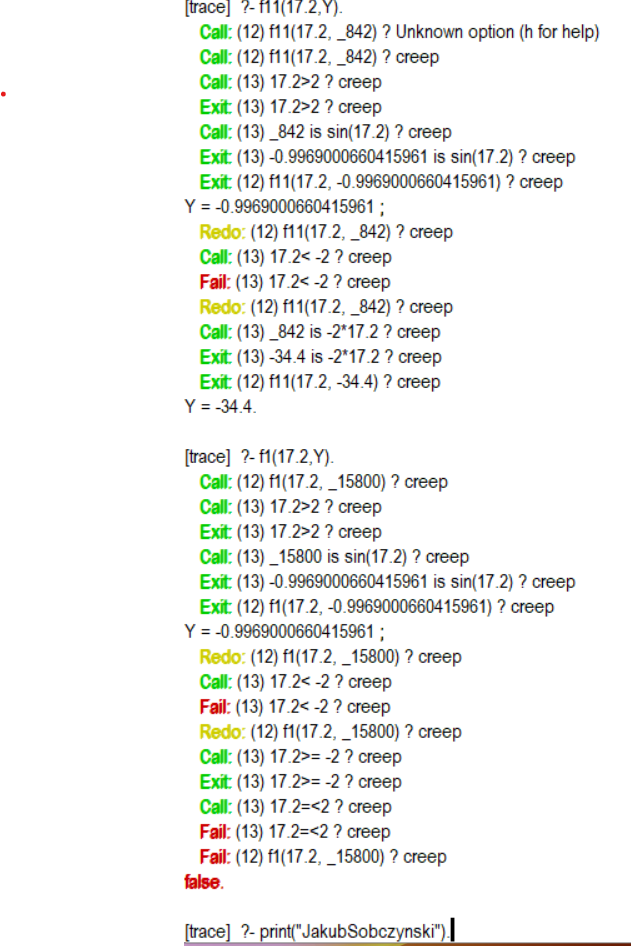 [trace]  ?- f11(17.2,Y).
Call: (12) f11(17.2, _842) ? Unknown option (h for help)
Call: (12) f11(17.2, _842) ? creep
Call: (13) 17.2>2 ? creep
Exit: (13) 17.2>2 ? creep
Call: (13) _842 is sin(17.2) ? creep
Exit: (13) -0.9969000660415961 is sin(17.2) ? creep
Exit: (12) f11(17.2, -0.9969000660415961) ? creep
Y = -0.9969000660415961 ;
Redo: (12) f11(17.2, _842) ? creep
Call: (13) 17.2< -2 ? creep
Fail: (13) 17.2< -2 ? creep
Redo: (12) f11(17.2, _842) ? creep
Call: (13) _842 is -2*17.2 ? creep
Exit: (13) -34.4 is -2*17.2 ? creep
Exit: (12) f11(17.2, -34.4) ? creep
Y = -34.4.
[trace]  ?- f1(17.2,Y).
Call: (12) f1(17.2, _15800) ? creep
Call: (13) 17.2>2 ? creep
Exit: (13) 17.2>2 ? creep
Call: (13) _15800 is sin(17.2) ? creep
Exit: (13) -0.9969000660415961 is sin(17.2) ? creep
Exit: (12) f1(17.2, -0.9969000660415961) ? creep
Y = -0.9969000660415961 ;
Redo: (12) f1(17.2, _15800) ? creep
Call: (13) 17.2< -2 ? creep
Fail: (13) 17.2< -2 ? creep
Redo: (12) f1(17.2, _15800) ? creep
Call: (13) 17.2>= -2 ? creep
Exit: (13) 17.2>= -2 ? creep
Call: (13) 17.2=<2 ? creep
Fail: (13) 17.2=<2 ? creep
Fail: (12) f1(17.2, _15800) ? creep
false.
[trace]  ?- print("JakubSobczynski").